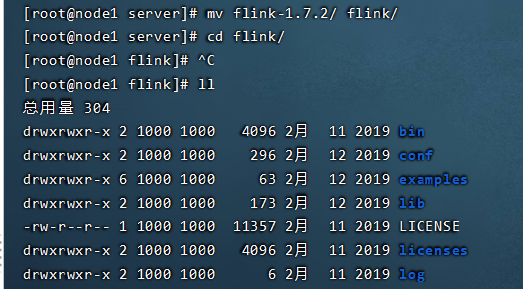 [root@node1 server]# mv flink-1.7.2/ flink/
[root@node1 server]# cd flink/
[root@node1 flink]# ^C
[root@node1 flink]# ll
总用量 304
drwxrwxr-x 2 1000 1000  4096 2月  11 2019 bin
drwxrwxr-x 2 1000 1000   296 2月  12 2019 conf
drwxrwxr-x 6 1000 1000    63 2月  12 2019 examples
drwxrwxr-x 2 1000 1000   173 2月  12 2019 lib
-rw-r--r-- 1 1000 1000 11357 2月  11 2019 LICENSE
drwxrwxr-x 2 1000 1000  4096 2月  11 2019 licenses
drwxrwxr-x 2 1000 1000     6 2月  11 2019 log